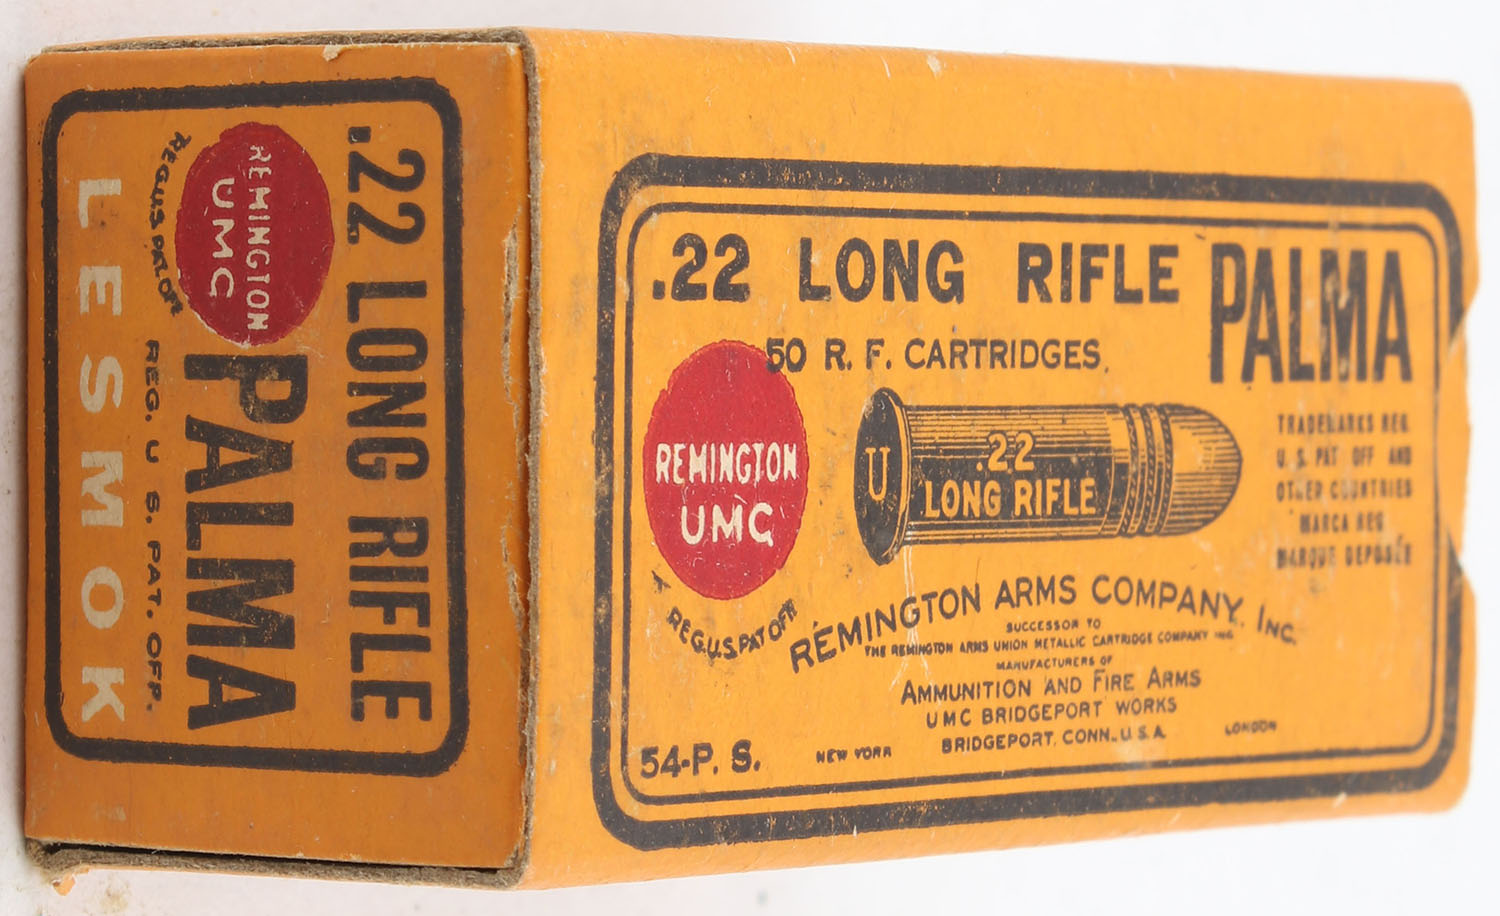 .22 LONG RIFLE
PALMA
50 R. F. CARTRIDGES
REMINGTON
UMC
REG.U.S.PAT OFF.
U
.22
LONG RIFLE
TRADEMARKS REG.
U.S. PAT OFF AND
OTHER COUNTRIES
MARCA REG
MARQUE DEPOSÉE
REMINGTON ARMS COMPANY, INC.
SUCCESSOR TO
THE REMINGTON ARMS UNION METALLIC CARTRIDGE COMPANY INC.
MANUFACTURERS OF
AMMUNITION AND FIRE ARMS
UMC BRIDGEPORT WORKS
BRIDGEPORT, CONN., U.S.A.
54-P. S.
NEW YORK
LONDON
.22 LONG RIFLE
REMINGTON
UMC
REG.U.S.PAT.OFF.
PALMA
REG. U S. PAT. OFF.
LESMOK